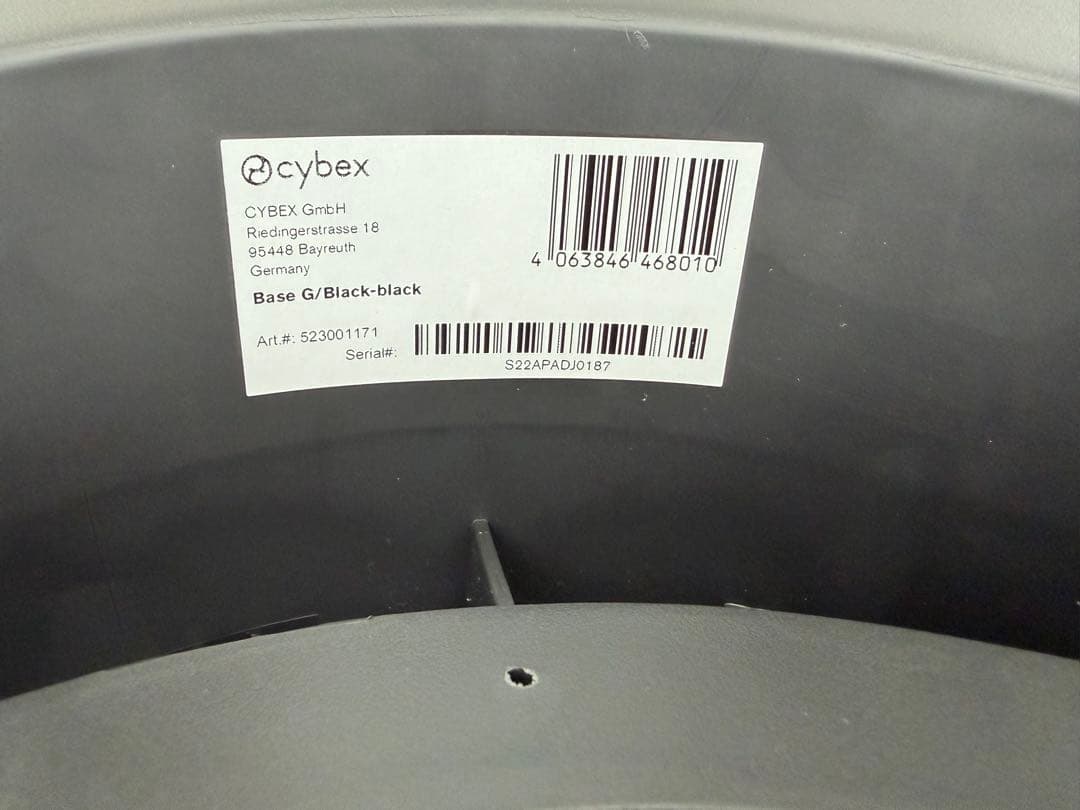 cybex
CYBEX GmbH
Riedingerstrasse 18
95448 Bayreuth
Germany
Base G/Black-black
4 063846 468010
Art.#: 523001171
Serial#:
S22APADJ0187